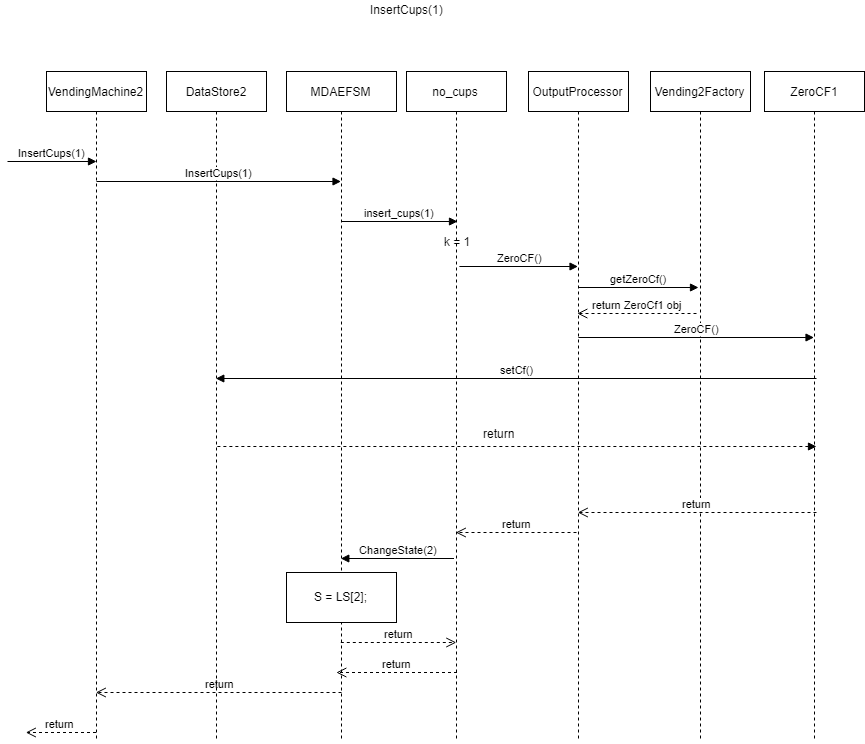 InsertCups(1)
VendingMachine2
DataStore2
MDAEFSM
no_cups
OutputProcessor
Vending2Factory
ZeroCF1
InsertCups(1)
InsertCups(1)
insert_cups(1)
k = 1
ZeroCF()
getZeroCf()
return ZeroCf1 obj
ZeroCF()
setCf()
return
return
return
ChangeState(2)
S = LS[2];
return
return
return
return